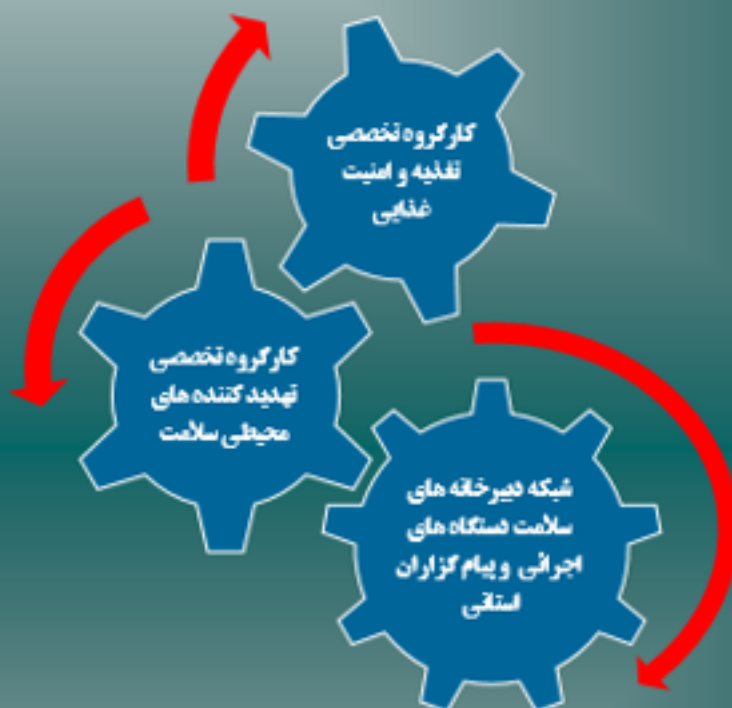 کارگروه تخصصی
تغذیه و امنیت
غذایی
کارگروه تخصصی
تهدید کننده های
محیطی سلامت
شبکه دبیرخانه های
سلامت دستگاه های
اجرائی و پیام گزاران
استانی